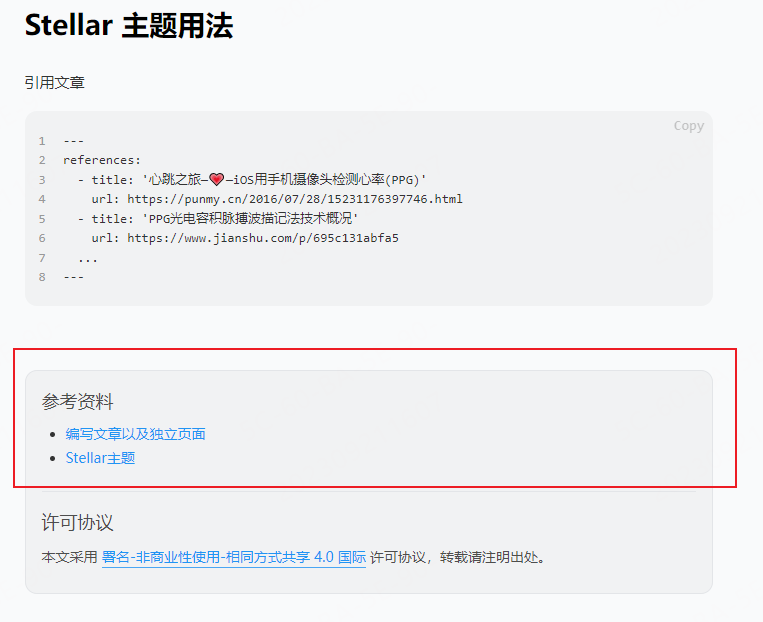 Stellar 主题用法
引用文章
Copy
1 ---
2 references:
3 - title: '心跳之旅—💗—iOS用手机摄像头检测心率(PPG)'
4 url: https://punmy.cn/2016/07/28/15231176397746.html
5 - title: 'PPG光电容积脉搏波描记法技术概况'
6 url: https://www.jianshu.com/p/695c131abfa5
7 ...
8 ---
参考资料
• 编写文章以及独立页面
• Stellar主题
许可协议
本文采用 署名-非商业性使用-相同方式共享 4.0 国际 许可协议，转载请注明出处。